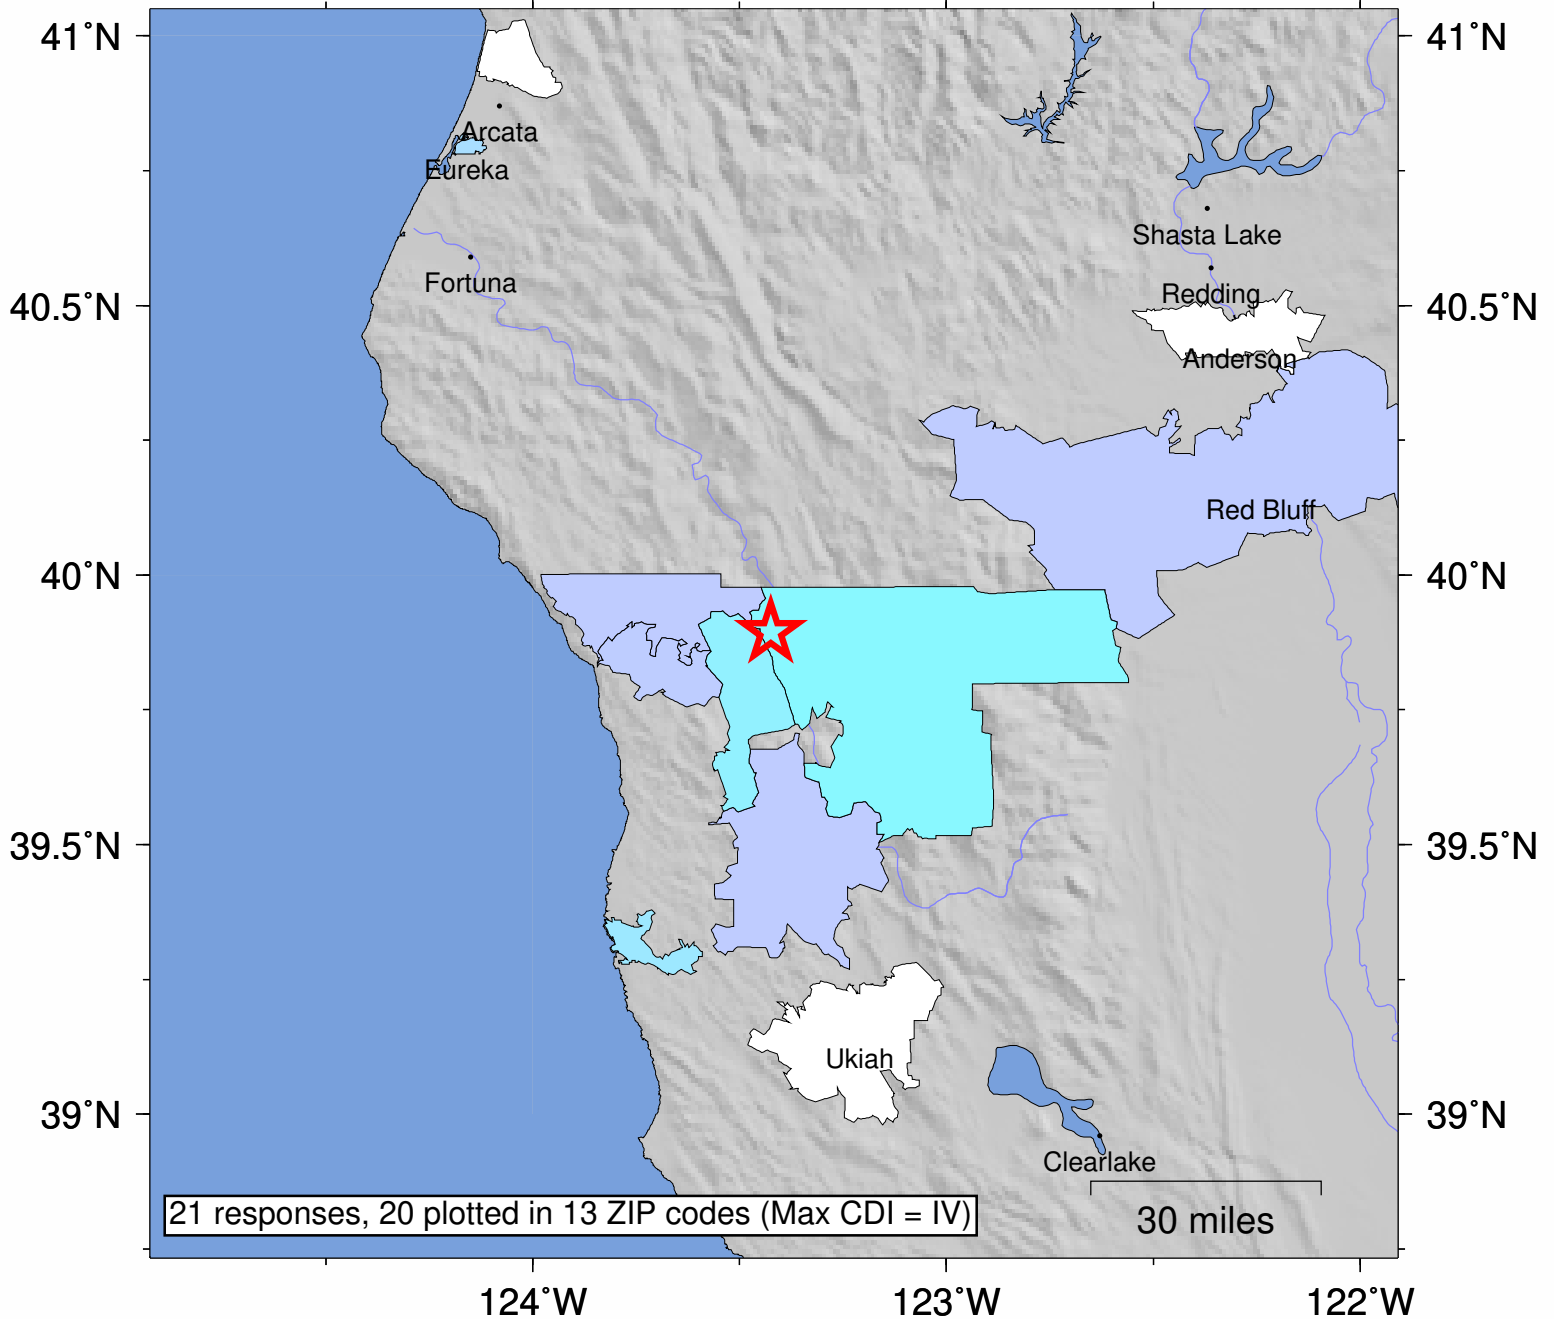 41°N
41°N
Arcata
Eureka
Shasta Lake
Fortuna
Redding
40.5°N
40.5°N
Anderson
Red Bluff
40°N
40°N
39.5°N
39.5°N
Ukiah
39°N
39°N
Clearlake
21 responses, 20 plotted in 13 ZIP codes (Max CDI = IV)
30 miles
124°W
123°W
122°W